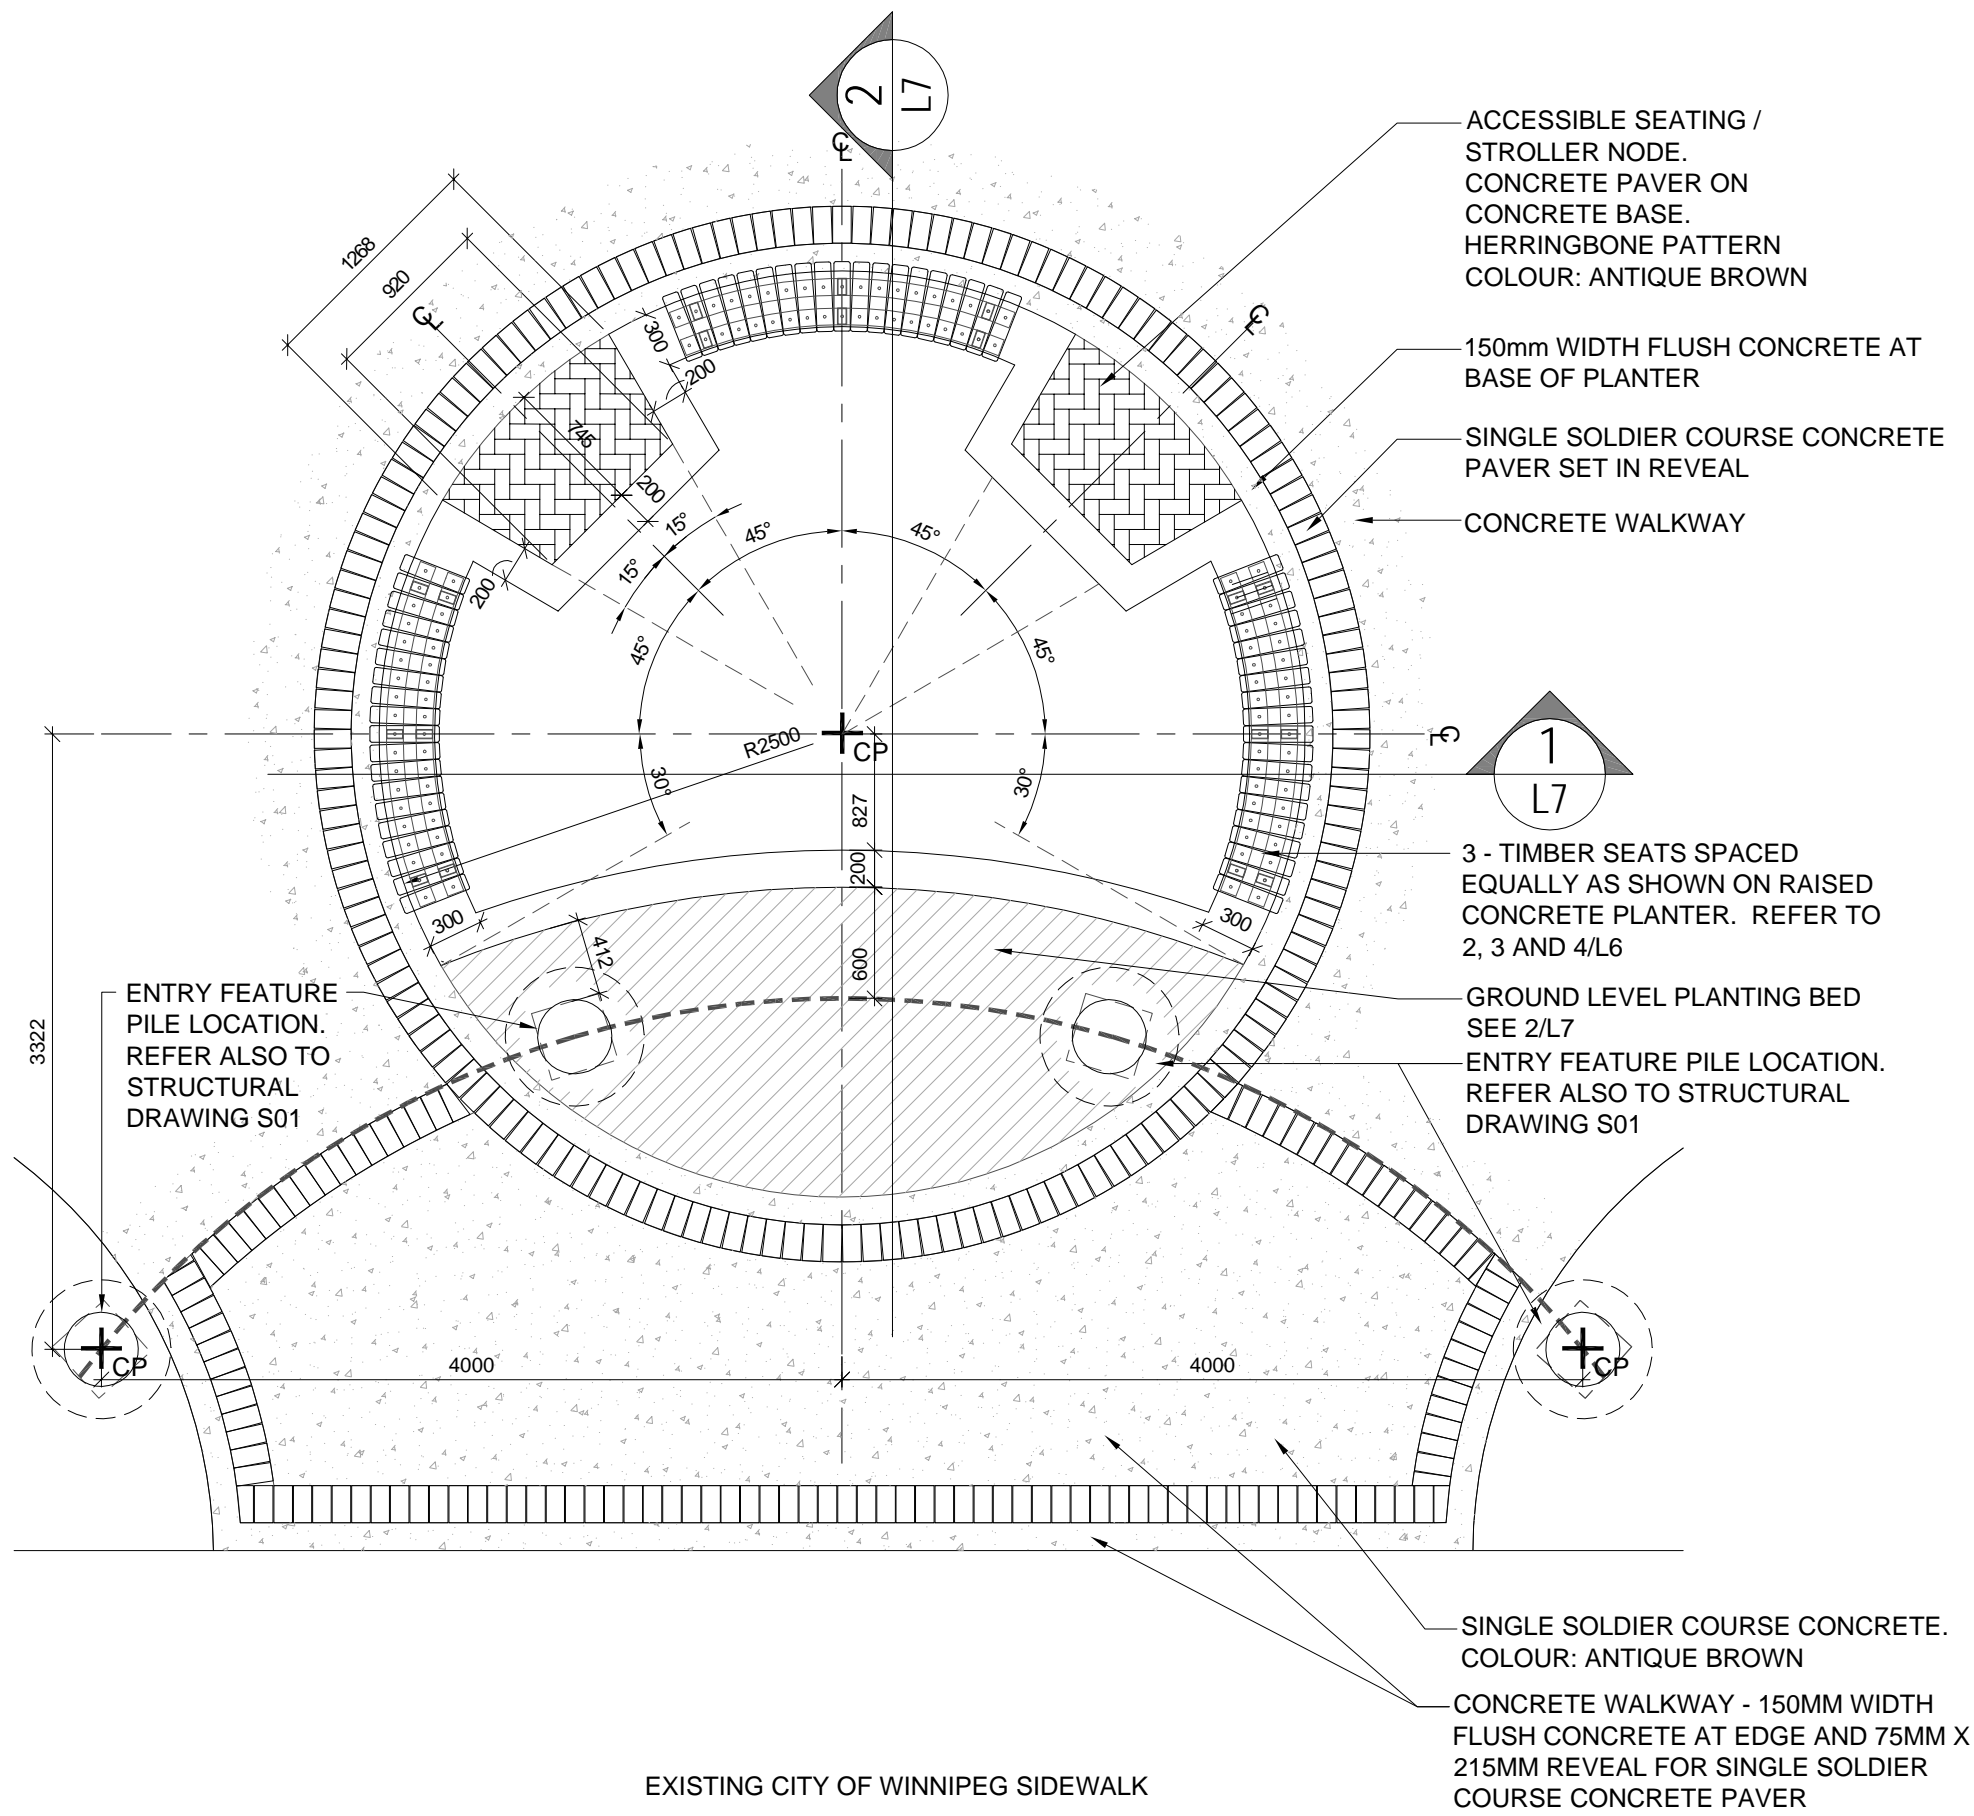 2
L7
℄
ACCESSIBLE SEATING /
STROLLER NODE.
CONCRETE PAVER ON
CONCRETE BASE.
HERRINGBONE PATTERN
COLOUR: ANTIQUE BROWN
1268
920
℄
℄
300
200
745
200
200
150mm WIDTH FLUSH CONCRETE AT
BASE OF PLANTER
SINGLE SOLDIER COURSE CONCRETE
PAVER SET IN REVEAL
CONCRETE WALKWAY
15°
15°
45°
45°
45°
45°
30°
30°
R2500
CP
℄
1
L7
827
200
600
300
300
412
3 - TIMBER SEATS SPACED
EQUALLY AS SHOWN ON RAISED
CONCRETE PLANTER. REFER TO
2, 3 AND 4/L6
GROUND LEVEL PLANTING BED
SEE 2/L7
ENTRY FEATURE PILE LOCATION.
REFER ALSO TO STRUCTURAL
DRAWING S01
ENTRY FEATURE
PILE LOCATION.
REFER ALSO TO
STRUCTURAL
DRAWING S01
3322
CP
4000
4000
CP
SINGLE SOLDIER COURSE CONCRETE.
COLOUR: ANTIQUE BROWN
CONCRETE WALKWAY - 150MM WIDTH
FLUSH CONCRETE AT EDGE AND 75MM X
215MM REVEAL FOR SINGLE SOLDIER
COURSE CONCRETE PAVER
EXISTING CITY OF WINNIPEG SIDEWALK